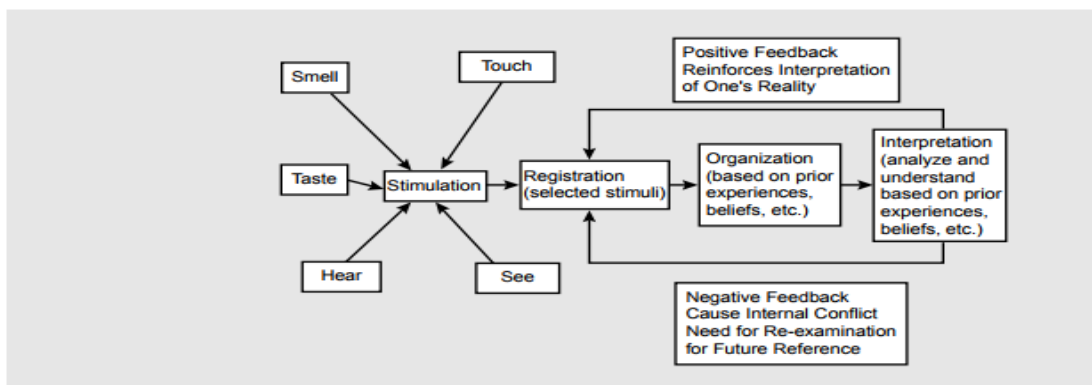 Smell
Touch
Positive Feedback
Reinforces Interpretation
of One's Reality
Taste
Stimulation
Registration
(selected stimuli)
Organization
(based on prior
experiences,
beliefs, etc.)
Interpretation
(analyze and
understand
based on prior
experiences,
beliefs, etc.)
Hear
See
Negative Feedback
Cause Internal Conflict
Need for Re-examination
for Future Reference